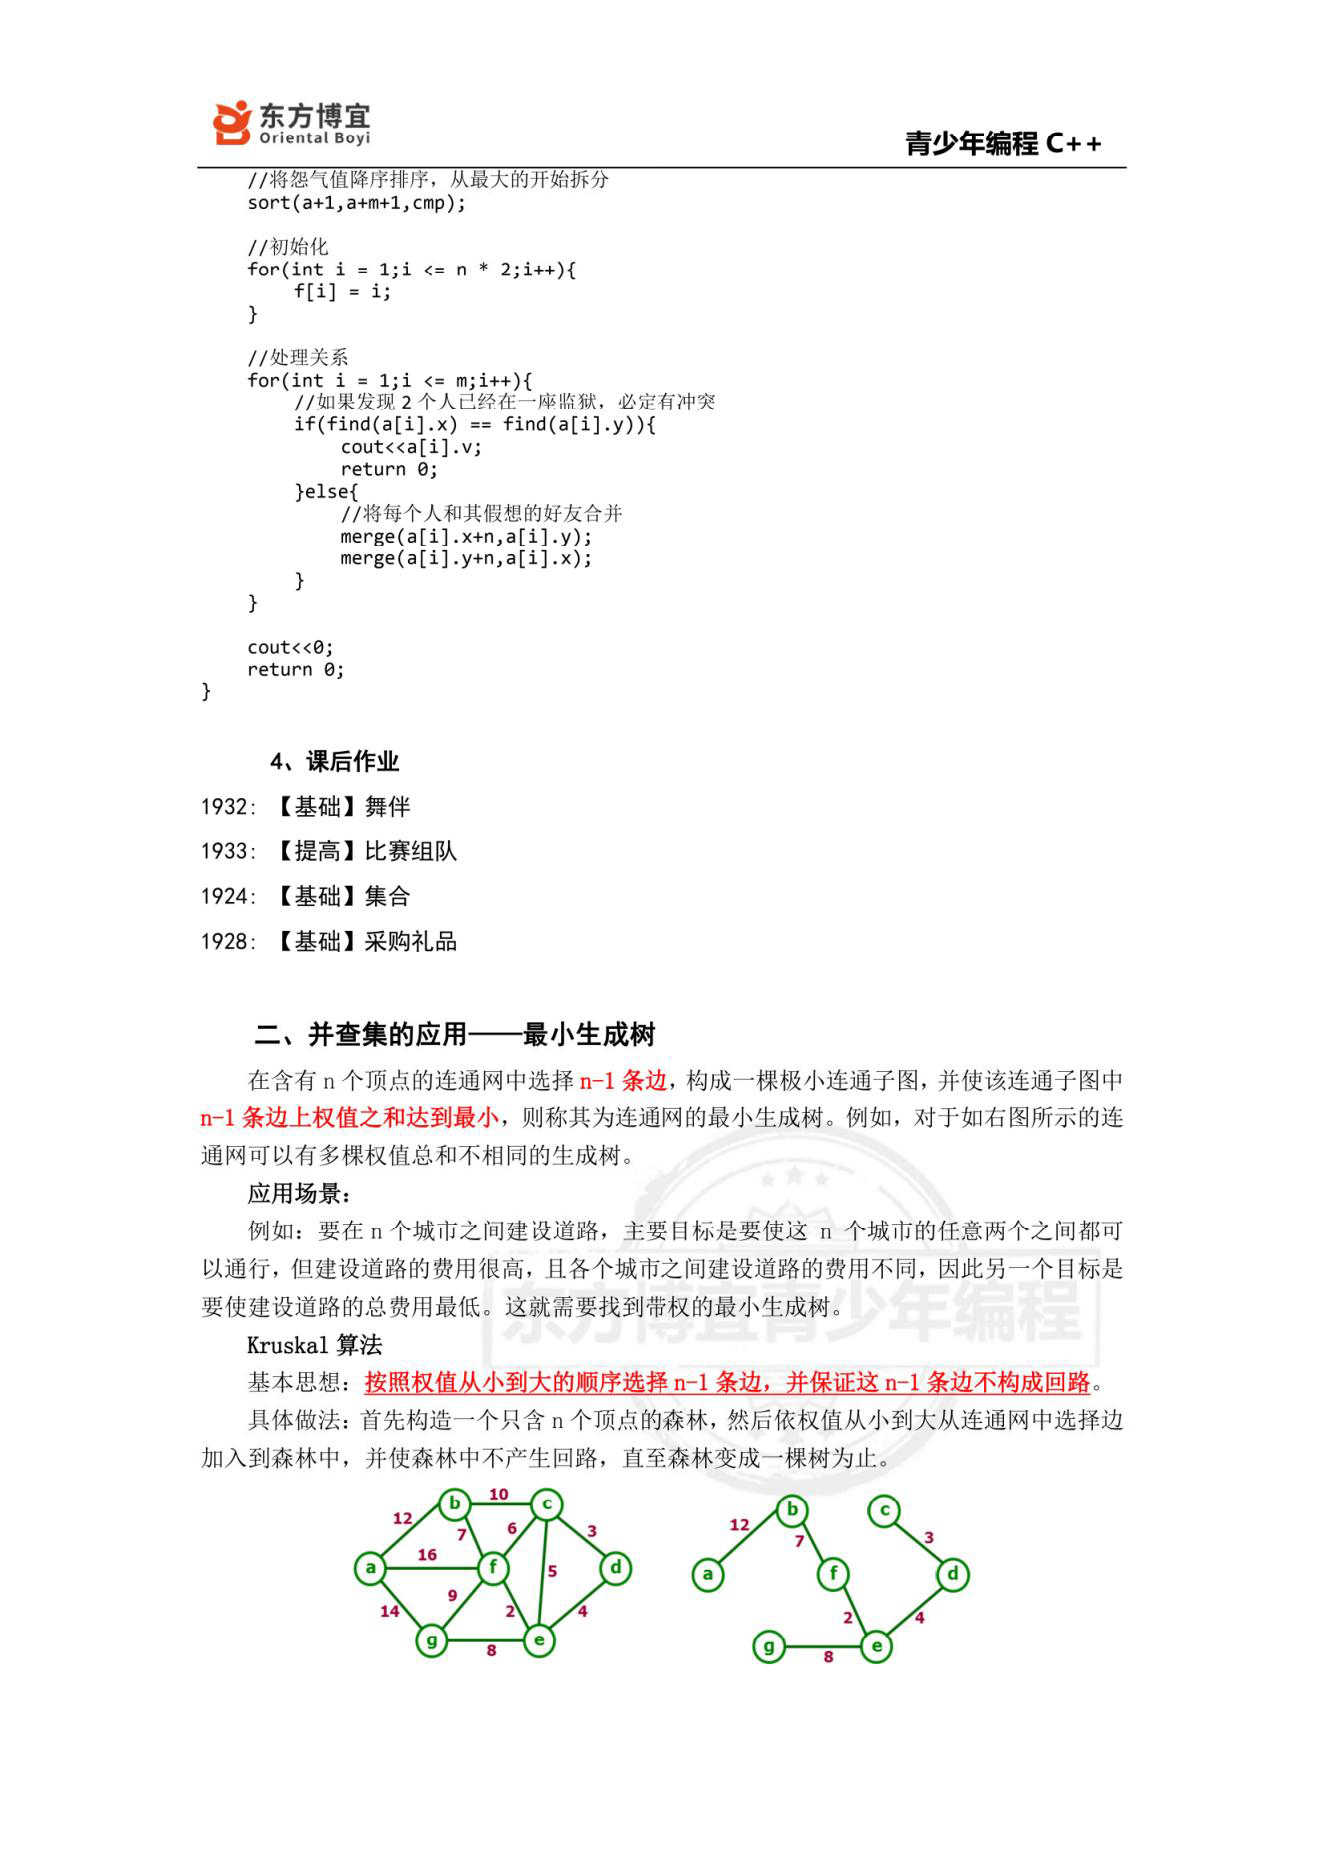 东方博宜
Oriental Boyi
青少年编程 C++
//将怨气值降序排序，从最大的开始拆分
sort(a+1,a+m+1,cmp);
//初始化
for(int i = 1;i <= n * 2;i++){
f[i] = i;
}
//处理关系
for(int i = 1;i <= m;i++){
//如果发现 2 个人已经在一座监狱，必定有冲突
if(find(a[i].x) == find(a[i].y)){
cout<<a[i].v;
return 0;
}else{
//将每个人和其假想的好友合并
merge(a[i].x+n,a[i].y);
merge(a[i].y+n,a[i].x);
}
}
cout<<0;
return 0;
}
4、课后作业
1932: 【基础】舞伴
1933: 【提高】比赛组队
1924: 【基础】集合
1928: 【基础】采购礼品
二、并查集的应用——最小生成树
在含有 n 个顶点的连通网中选择 n-1 条边，构成一棵极小连通子图，并使该连通子图中
n-1 条边上权值之和达到最小，则称其为连通网的最小生成树。例如，对于如右图所示的连
通网可以有多棵权值总和不相同的生成树。
应用场景：
例如：要在 n 个城市之间建设道路，主要目标是要使这 n 个城市的任意两个之间都可
以通行，但建设道路的费用很高，且各个城市之间建设道路的费用不同，因此另一个目标是
要使建设道路的总费用最低。这就需要找到带权的最小生成树。
东方博宜青少年编程
Kruskal 算法
基本思想：按照权值从小到大的顺序选择 n-1 条边，并保证这 n-1 条边不构成回路。
具体做法：首先构造一个只含 n 个顶点的森林，然后依权值从小到大从连通网中选择边
加入到森林中，并使森林中不产生回路，直至森林变成一棵树为止。
b 10 c
12 7 6 3
a 16 f 5 d
14 9 2 4
g 8 e
b c
12 7 3
a f d
2 4
g 8 e